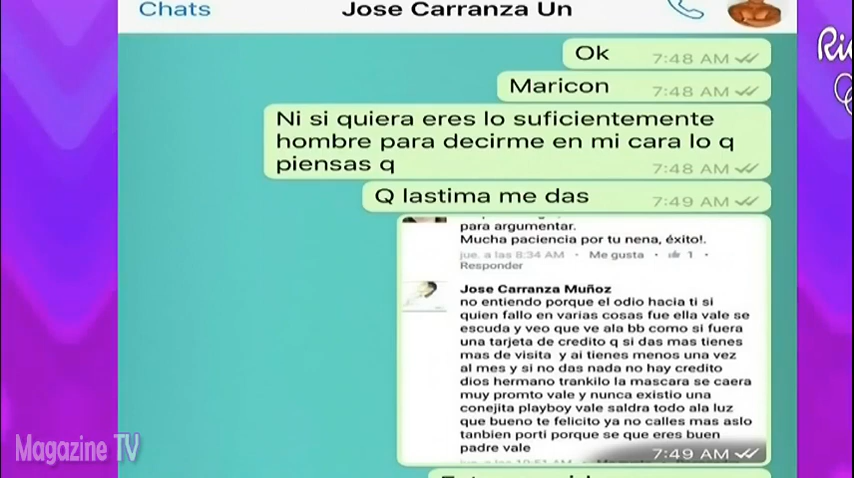 Chats
Jose Carranza Un
Ok
7:48 AM
Maricon
7:48 AM
Ni si quiera eres lo suficientemente
hombre para decirme en mi cara lo q
piensas q
7:48 AM
Q lastima me das
7:49 AM
para argumentar.
Mucha paciencia por tu nena, éxito!.
jue. a las 8:34 AM · Me gusta · 1 ·
Responder
Jose Carranza Muñoz
no entiendo porque el odio hacia ti si
quien fallo en varias cosas fue ella vale se
escuda y veo que ve ala bb como si fuera
una tarjeta de credito q si das mas tienes
mas de visita y ai tienes menos una vez
al mes y si no das nada no hay credito
dios hermano trankilo la mascara se caera
muy promto vale y nunca existio una
conejita playboy vale saldra todo ala luz
que bueno te felicito ya no calles mas aslo
tanbien porti porque se que eres buen
padre vale
7:49 AM
Magazine TV